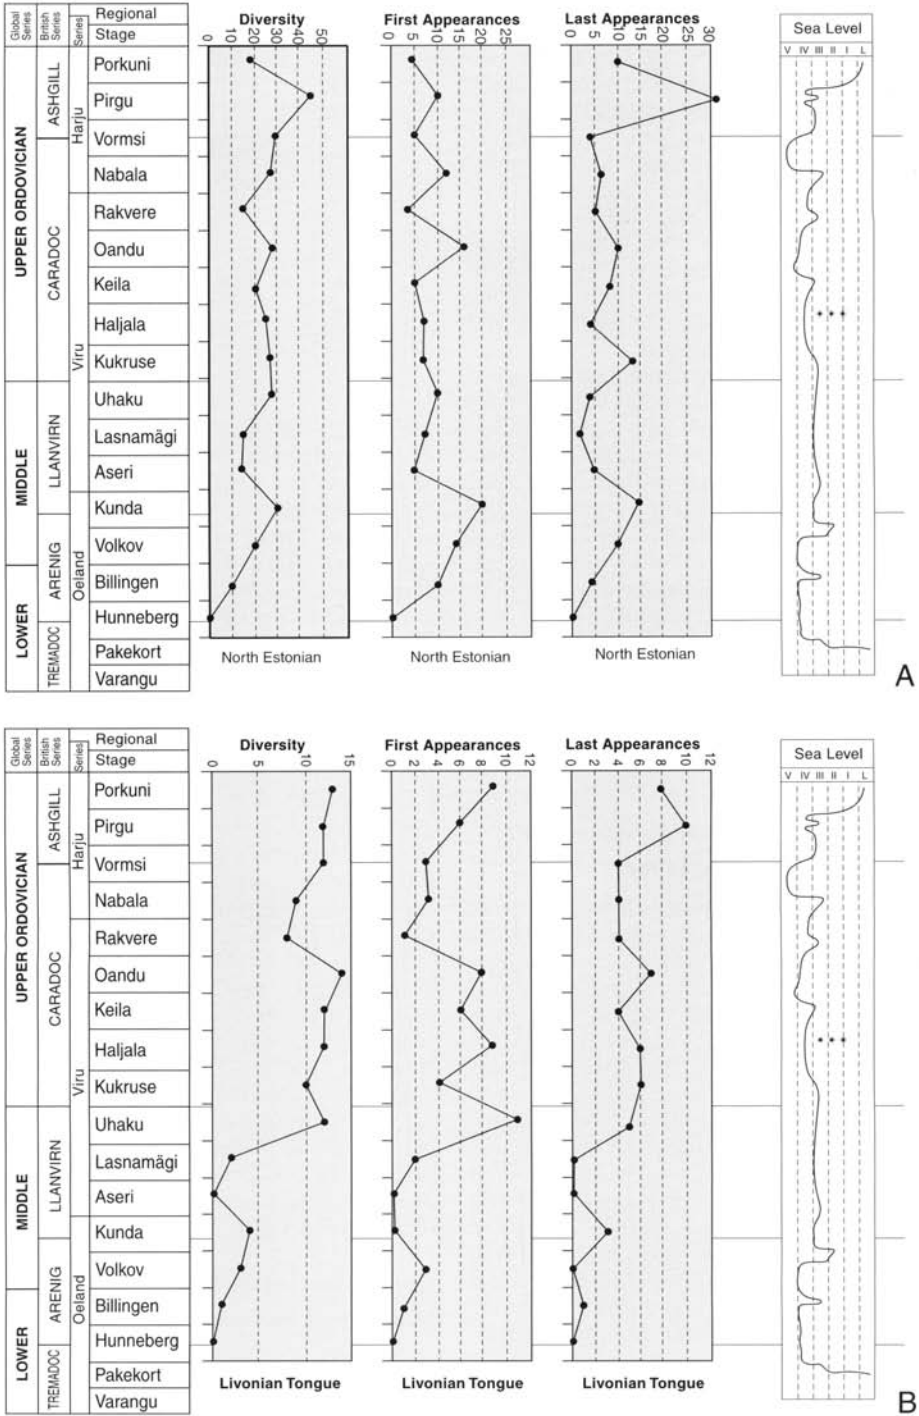 Global Series
British Series
Series
Regional
Stage
UPPER ORDOVICIAN
MIDDLE
LOWER
ASHGILL
CARADOC
LLANVIRN
ARENIG
TREMADOC
Harju
Viru
Oeland
Porkuni
Pirgu
Vormsi
Nabala
Rakvere
Oandu
Keila
Haljala
Kukruse
Uhaku
Lasnamägi
Aseri
Kunda
Volkov
Billingen
Hunneberg
Pakekort
Varangu
Diversity
0 10 20 30 40 50
North Estonian
First Appearances
0 5 10 15 20 25
North Estonian
Last Appearances
0 5 10 15 20 25 30
North Estonian
Sea Level
V IV III II I L
* * *
A
Global Series
British Series
Series
Regional
Stage
UPPER ORDOVICIAN
MIDDLE
LOWER
ASHGILL
CARADOC
LLANVIRN
ARENIG
TREMADOC
Harju
Viru
Oeland
Porkuni
Pirgu
Vormsi
Nabala
Rakvere
Oandu
Keila
Haljala
Kukruse
Uhaku
Lasnamägi
Aseri
Kunda
Volkov
Billingen
Hunneberg
Pakekort
Varangu
Diversity
0 5 10 15
Livonian Tongue
First Appearances
0 2 4 6 8 10 12
Livonian Tongue
Last Appearances
0 2 4 6 8 10 12
Livonian Tongue
Sea Level
V IV III II I L
* * *
B